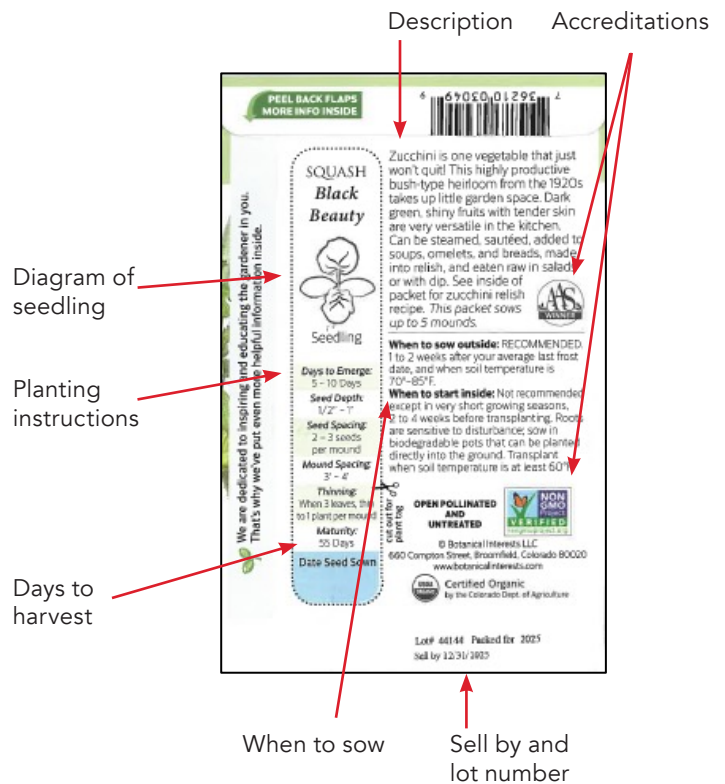 Description
Accreditations
PEEL BACK FLAPS
MORE INFO INSIDE
7 36210 03049 9
We are dedicated to inspiring and educating the gardener in you.
That's why we've put even more helpful information inside.
SQUASH
Black
Beauty
Seedling
Days to Emerge:
5 – 10 Days
Seed Depth:
1/2" – 1"
Seed Spacing:
2 – 3 seeds
per mound
Mound Spacing:
3' – 4'
Thinning:
When 3 leaves, thin
to 1 plant per mound
Maturity:
55 Days
Date Seed Sown
cut out for
plant tag
Zucchini is one vegetable that just
won't quit! This highly productive
bush-type heirloom from the 1920s
takes up little garden space. Dark
green, shiny fruits with tender skin
are very versatile in the kitchen.
Can be steamed, sautéed, added to
soups, omelets, and breads, made
into relish, and eaten raw in salads
or with dip. See inside of
packet for zucchini relish
recipe. This packet sows
up to 5 mounds.
AAS
WINNER
When to sow outside: RECOMMENDED.
1 to 2 weeks after your average last frost
date, and when soil temperature is
70°–85°F.
When to start inside: Not recommended
except in very short growing seasons,
2 to 4 weeks before transplanting. Roots
are sensitive to disturbance; sow in
biodegradable pots that can be planted
directly into the ground. Transplant
when soil temperature is at least 60°F.
OPEN POLLINATED
AND
UNTREATED
NON
GMO
Project
VERIFIED
nongmoproject.org
© Botanical Interests LLC
660 Compton Street, Broomfield, Colorado 80020
www.botanicalinterests.com
USDA
ORGANIC
Certified Organic
by the Colorado Dept. of Agriculture
Lot# 44144 Packed for 2025
Sell by 12/31/2025
Diagram of
seedling
Planting
instructions
Days to
harvest
When to sow
Sell by and
lot number